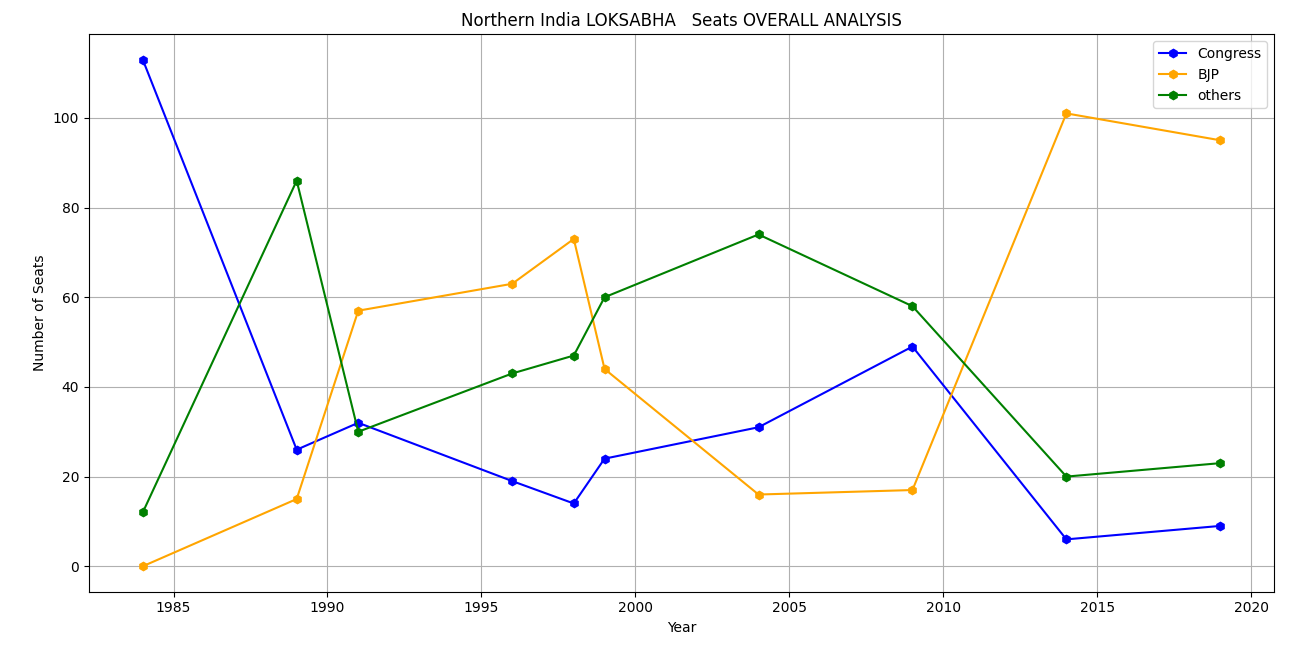 Northern India LOKSABHA   Seats OVERALL ANALYSIS
Congress
BJP
others
Number of Seats
100
80
60
40
20
0
1985 1990 1995 2000 2005 2010 2015 2020
Year